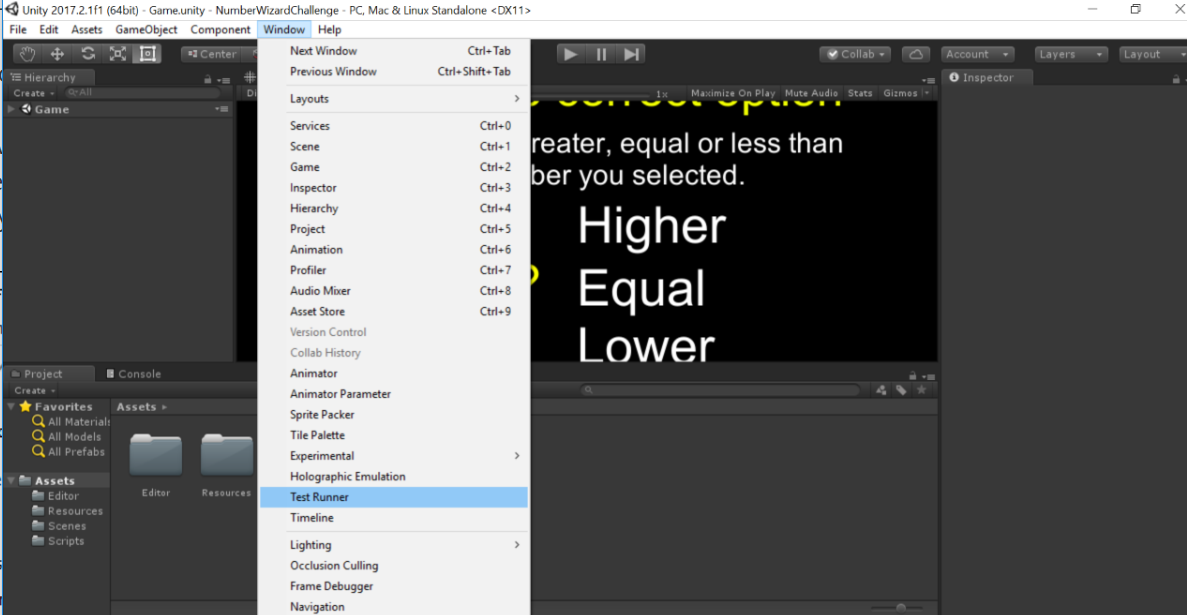 Unity 2017.2.1f1 (64bit) - Game.unity - NumberWizardChallenge - PC, Mac & Linux Standalone <DX11>
File Edit Assets GameObject Component Window Help
Center Collab Account Layers Layout
Hierarchy
Create All
Game
Next Window Ctrl+Tab
Previous Window Ctrl+Shift+Tab
Layouts
Services Ctrl+0
Scene Ctrl+1
Game Ctrl+2
Inspector Ctrl+3
Hierarchy Ctrl+4
Project Ctrl+5
Animation Ctrl+6
Profiler Ctrl+7
Audio Mixer Ctrl+8
Asset Store Ctrl+9
Version Control
Collab History
Animator
Animator Parameter
Sprite Packer
Tile Palette
Experimental
Holographic Emulation
Test Runner
Timeline
Lighting
Occlusion Culling
Frame Debugger
Navigation
1x Maximize On Play Mute Audio Stats Gizmos
correct option
reater, equal or less than
ber you selected.
Higher
Equal
Lower
?
Inspector
Project Console
Create
Favorites
All Materials
All Models
All Prefabs
Assets
Editor
Resources
Scenes
Scripts
Assets
Editor Resources